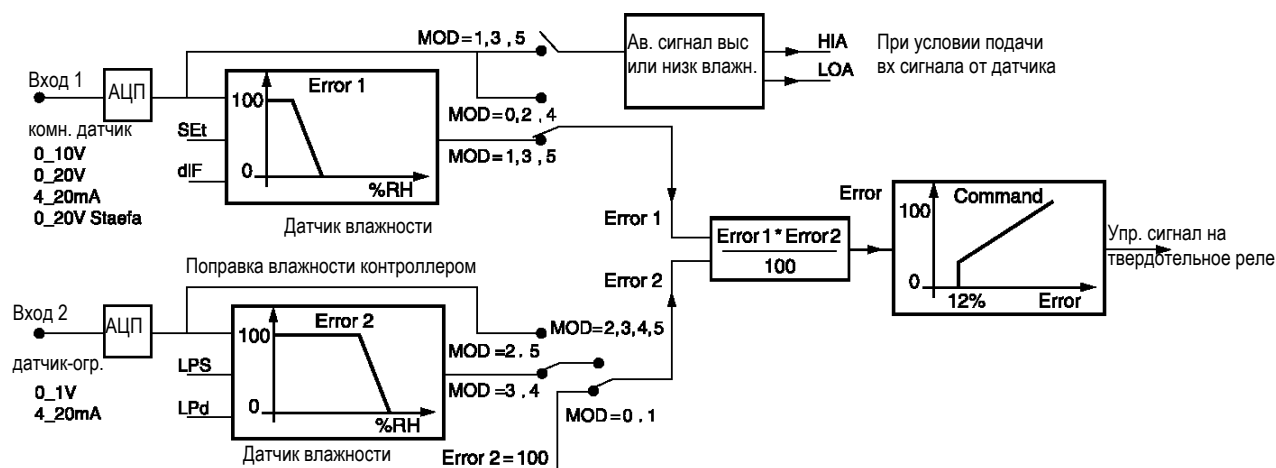 MOD=1,3,5
Ав. сигнал выс
или низк влажн.
HIA
LOA
При условии подачи
вх сигнала от датчика
Вход 1
АЦП
комн. датчик
0_10V
0_20V
4_20mA
0_20V Staefa
SEt
dIF
Error 1
100
0
%RH
Датчик влажности
MOD=0,2,4
MOD=1,3,5
Error 1
Error 2
Error1*Error2
100
Error
Command
100
0
12%
Error
Упр. сигнал на
твердотельное реле
Поправка влажности контроллером
Вход 2
АЦП
датчик-огр.
0_1V
4_20mA
LPS
LPd
Error 2
100
0
%RH
Датчик влажности
MOD=2,3,4,5
MOD=2.5
MOD=3,4
MOD=0.1
Error 2=100